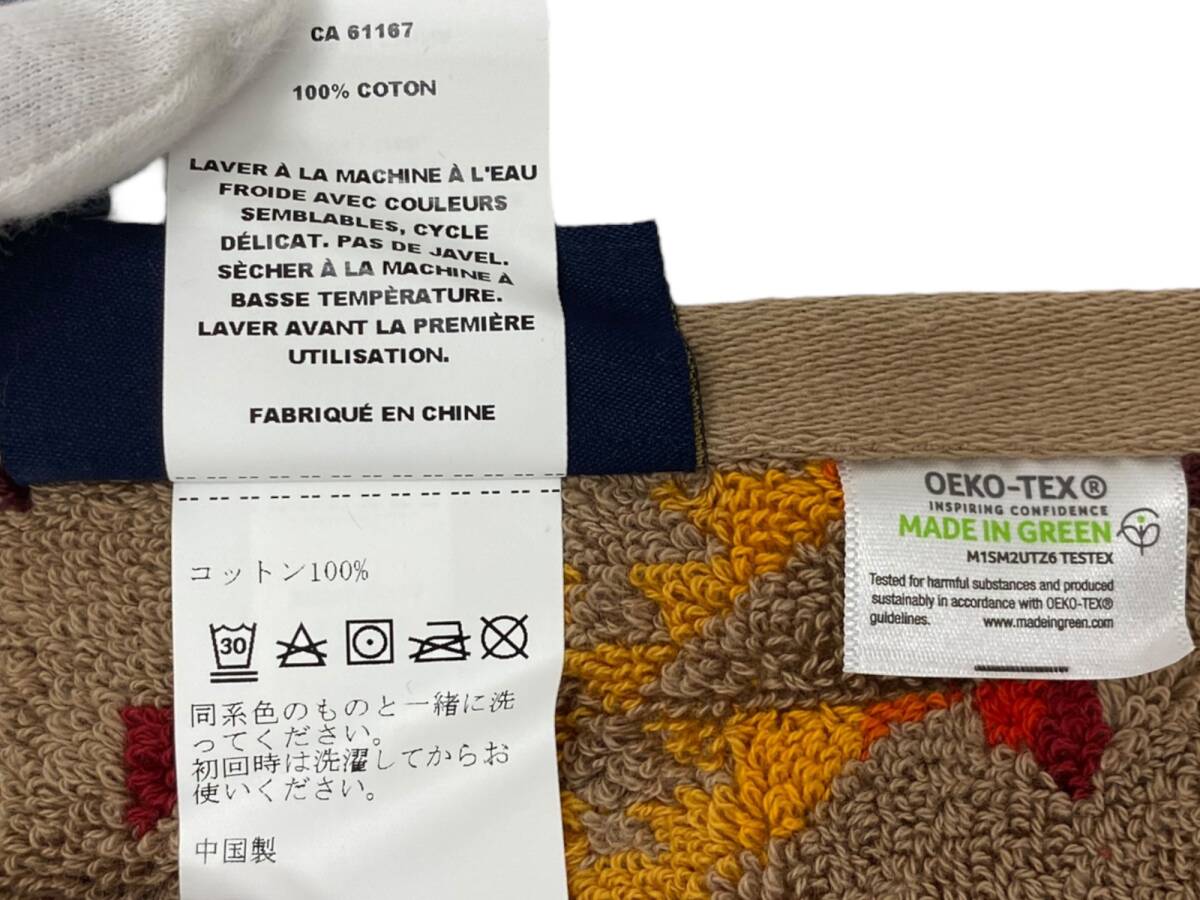 CA 61167
100% COTON
LAVER À LA MACHINE À L'EAU
FROIDE AVEC COULEURS
SEMBLABLES, CYCLE
DÉLICAT. PAS DE JAVEL.
SÈCHER À LA MACHINE À
BASSE TEMPÈRATURE.
LAVER AVANT LA PREMIÈRE
UTILISATION.
FABRIQUÉ EN CHINE
コットン100%
30
同系色のものと一緒に洗
ってください。
初回時は洗濯してからお
使いください。
中国製
OEKO-TEX®
INSPIRING CONFIDENCE
MADE IN GREEN
M1SM2UTZ6 TESTEX
Tested for harmful substances and produced
sustainably in accordance with OEKO-TEX®
guidelines. www.madeingreen.com